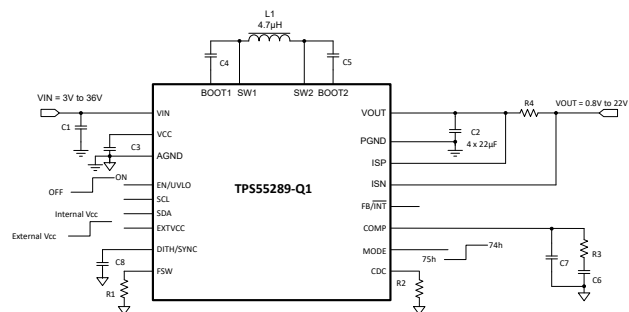 L1
4.7µH
C4
C5
BOOT1
SW1
SW2
BOOT2
VIN = 3V to 36V
C1
VIN
VCC
C3
AGND
OFF
ON
EN/UVLO
SCL
Internal Vcc
SDA
EXTVCC
External Vcc
DITH/SYNC
C8
FSW
R1
TPS55289-Q1
VOUT
R4
VOUT = 0.8V to 22V
C2
4 x 22µF
PGND
ISP
ISN
FB/INT
COMP
MODE
74h
75h
C7
R3
C6
CDC
R2